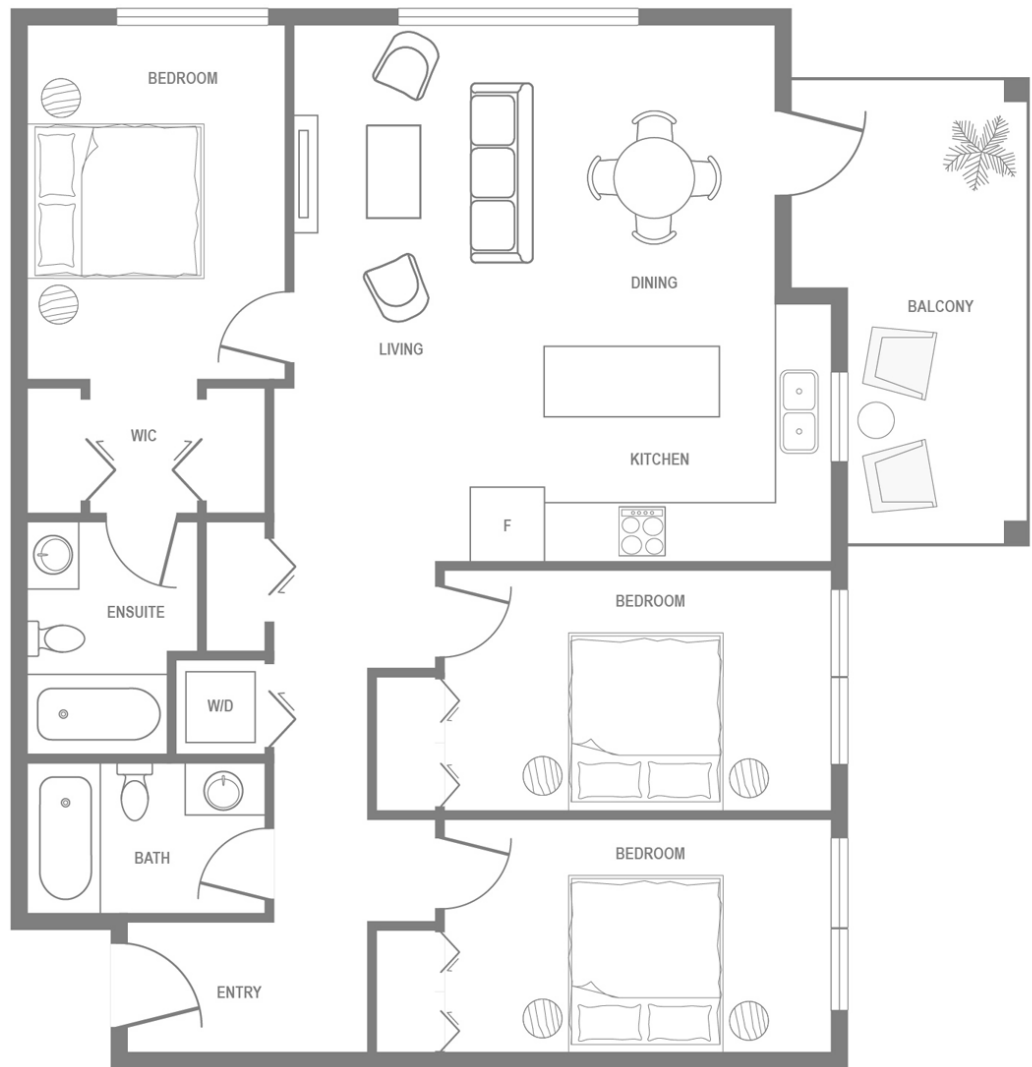 BEDROOM
DINING
BALCONY
LIVING
WIC
KITCHEN
F
BEDROOM
ENSUITE
W/D
BEDROOM
BATH
ENTRY